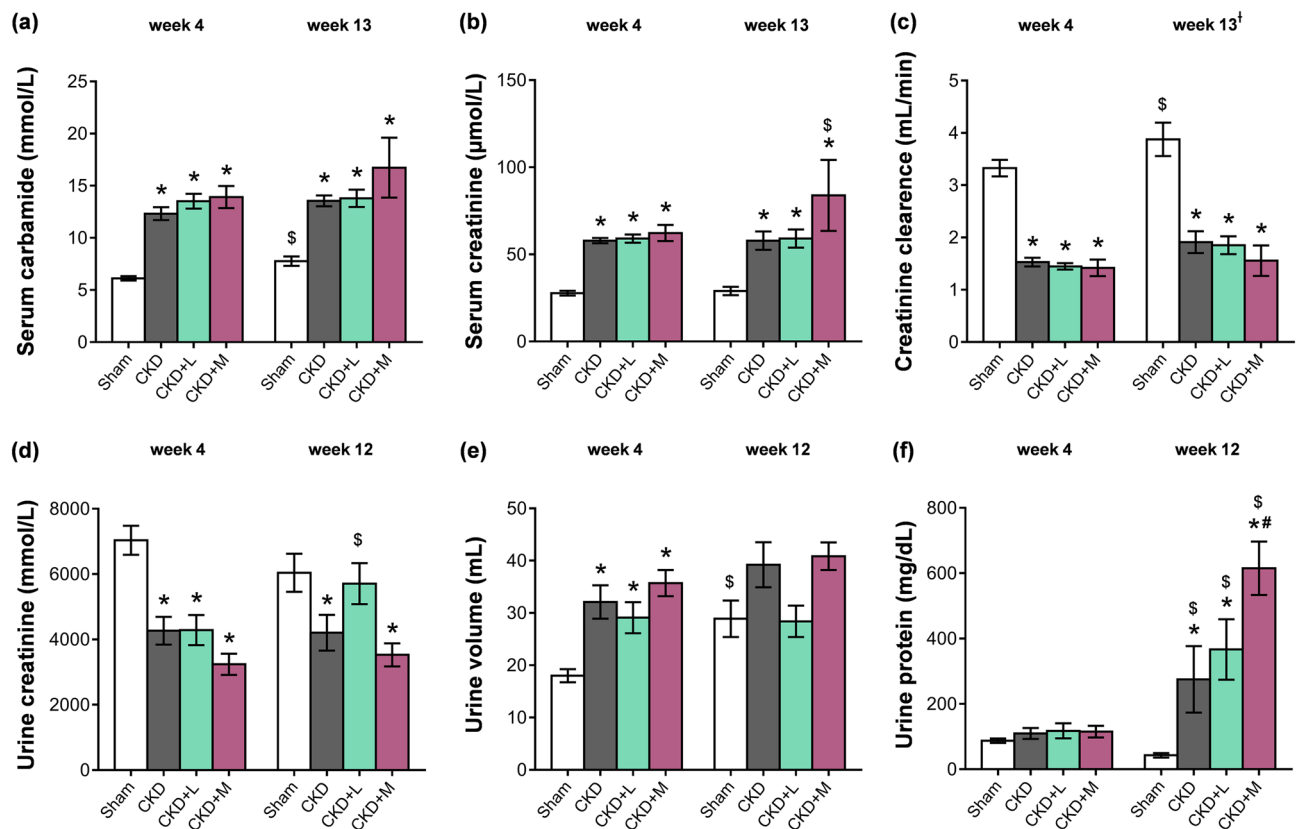 (a)
week 4
week 13
Serum carbamide (mmol/L)
25
20
15
10
5
0
*
*
*
$
*
*
*
Sham
CKD
CKD+L
CKD+M
Sham
CKD
CKD+L
CKD+M
(b)
week 4
week 13
Serum creatinine (µmol/L)
150
100
50
0
*
*
*
*
*
$
*
Sham
CKD
CKD+L
CKD+M
Sham
CKD
CKD+L
CKD+M
(c)
week 4
week 13†
Creatinine clearence (mL/min)
5
4
3
2
1
0
*
*
*
$
*
*
*
Sham
CKD
CKD+L
CKD+M
Sham
CKD
CKD+L
CKD+M
(d)
week 4
week 12
Urine creatinine (mmol/L)
8000
6000
4000
2000
0
*
*
*
*
$
*
Sham
CKD
CKD+L
CKD+M
Sham
CKD
CKD+L
CKD+M
(e)
week 4
week 12
Urine volume (mL)
50
40
30
20
10
0
*
*
*
$
Sham
CKD
CKD+L
CKD+M
Sham
CKD
CKD+L
CKD+M
(f)
week 4
week 12
Urine protein (mg/dL)
800
600
400
200
0
$
*
$
*
$
*#
Sham
CKD
CKD+L
CKD+M
Sham
CKD
CKD+L
CKD+M